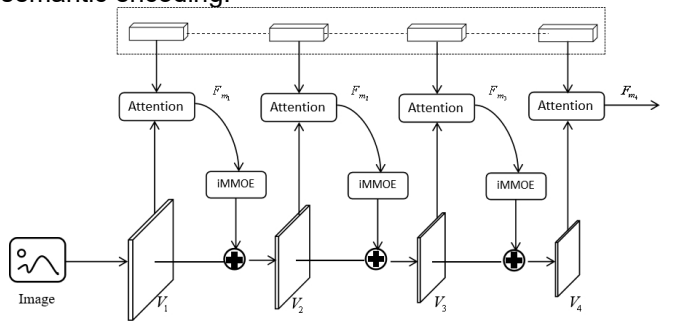 semantic encoding.
Attention
F_{m_1}
Attention
F_{m_2}
Attention
F_{m_3}
Attention
F_{m_4}
iMMOE
iMMOE
iMMOE
Image
V_1
V_2
V_3
V_4